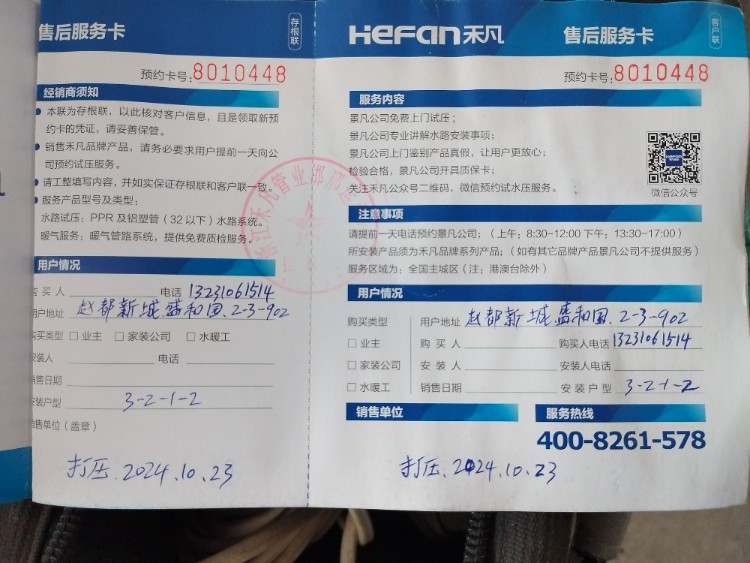 售后服务卡
存根联
预约卡号:8010448
经销商须知
● 本联为存根联,以此核对客户信息,且是领取新预
约卡的凭证,请妥善保管。
● 销售禾凡品牌产品,请务必要求用户提前一天向公
司预约试压服务。
● 请工整填写内容,并如实保证存根联和客户联一致。
● 服务产品型号及类型:
水路试压:PPR 及铝塑管(32 以下)水路系统。
暖气服务:暖气管路系统,提供免费质检服务。
用户情况
买 人 电话 13231061514
用户地址 赵都新城盛和园.2-3-902
购买类型 □ 业主 □ 家装公司 □ 水暖工
安装人 电话
销售日期
安装户型 3-2-1-2
销售单位(盖章)
打压.2024.10.23
HeFan禾凡
售后服务卡
客户联
预约卡号:8010448
服务内容
景凡公司免费上门试压;
景凡公司专业讲解水路安装事项;
景凡公司上门鉴别产品真假,让用户更放心;
检验合格,景凡公司开具质保卡;
关注禾凡公众号二维码,微信预约试水压服务。
微信公众号
注意事项
请提前一天电话预约景凡公司;(上午:8:30-12:00 下午:13:30-17:00)
所安装产品须为禾凡品牌系列产品;(如有其它品牌产品景凡公司不提供服务)
服务区域为:全国主城区(注:港澳台除外)
用户情况
购买类型 用户地址 赵都新城盛和园.2-3-902
□ 业主 购 买 人 购买人电话 13231061514
□ 家装公司 安 装 人 安装人电话
□ 水暖工 销售日期 安 装 户 型 3-2-1-2
销售单位 服务热线
400-8261-578
打压.2024.10.23